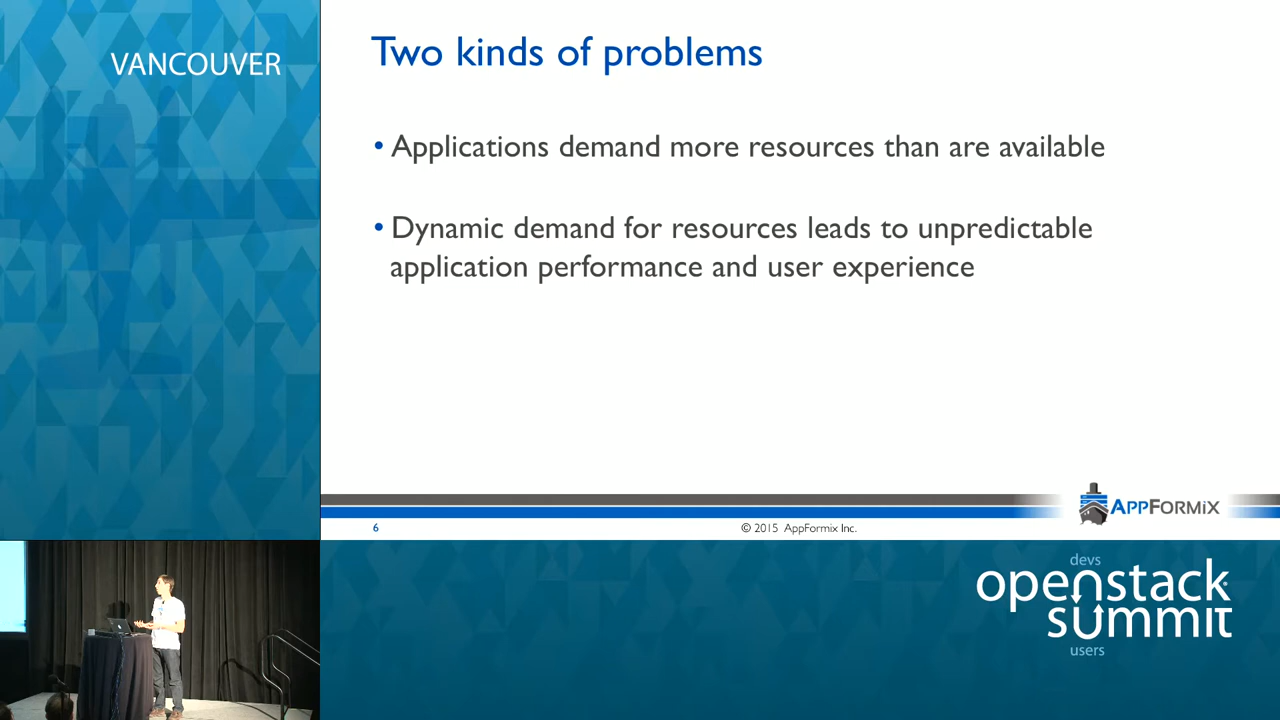 VANCOUVER
Two kinds of problems
• Applications demand more resources than are available
• Dynamic demand for resources leads to unpredictable
application performance and user experience
APPFORMIX
6
© 2015 AppFormix Inc.
devs
openstack
summit
users